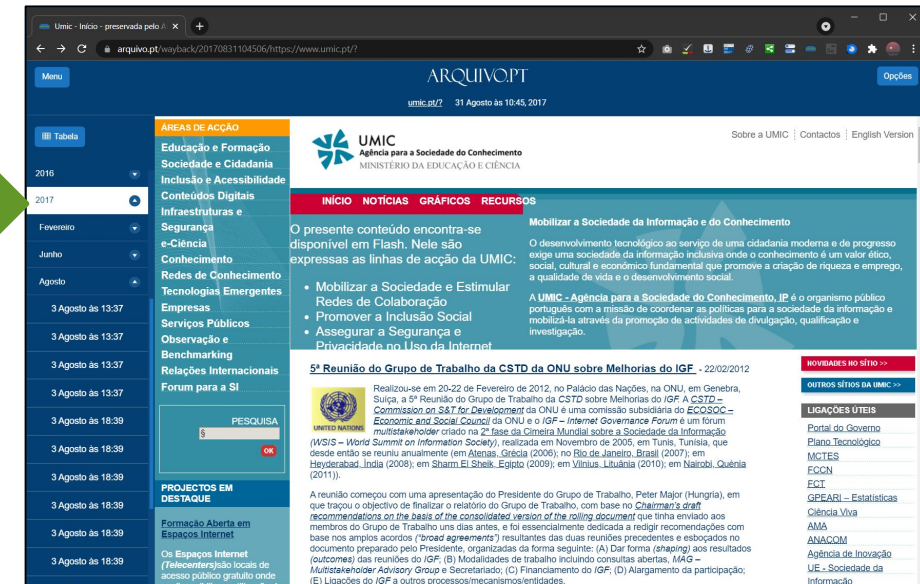 Umic - Início - preservada pelo A
arquivo.pt/wayback/20170831104506/https://www.umic.pt/?
Menu
ARQUIVO.PT
Opções
umic.pt/? 31 Agosto às 10:45, 2017
Tabela
2016
2017
Fevereiro
Junho
Agosto
3 Agosto às 13:37
3 Agosto às 13:37
3 Agosto às 13:37
3 Agosto às 13:37
3 Agosto às 18:39
3 Agosto às 18:39
3 Agosto às 18:39
3 Agosto às 18:39
3 Agosto às 18:39
3 Agosto às 18:39
ÁREAS DE ACÇÃO
Educação e Formação
Sociedade e Cidadania
Inclusão e Acessibilidade
Conteúdos Digitais
Infraestruturas e
Segurança
e-Ciência
Conhecimento
Redes de Conhecimento
Tecnologias Emergentes
Empresas
Serviços Públicos
Observação e
Benchmarking
Relações Internacionais
Forum para a SI
PESQUISA
§
OK
PROJECTOS EM
DESTAQUE
Formação Aberta em
Espaços Internet
Os Espaços Internet
(Telecenters)são locais de
acesso público gratuito onde
UMIC
Agência para a Sociedade do Conhecimento
MINISTÉRIO DA EDUCAÇÃO E CIÊNCIA
Sobre a UMIC Contactos English Version
INÍCIO NOTÍCIAS GRÁFICOS RECURSOS
O presente conteúdo encontra-se
disponível em Flash. Nele são
expressas as linhas de acção da UMIC:
• Mobilizar a Sociedade e Estimular
Redes de Colaboração
• Promover a Inclusão Social
• Assegurar a Segurança e
Privacidade no Uso da Internet
Mobilizar a Sociedade da Informação e do Conhecimento
O desenvolvimento tecnológico ao serviço de uma cidadania moderna e de progresso
exige uma sociedade da informação inclusiva onde o conhecimento é um valor ético,
social, cultural e económico fundamental que promove a criação de riqueza e emprego,
a qualidade de vida e o desenvolvimento social.
A UMIC - Agência para a Sociedade do Conhecimento, IP é o organismo público
português com a missão de coordenar as políticas para a sociedade da informação e
mobilizá-la através da promoção de actividades de divulgação, qualificação e
investigação.
5ª Reunião do Grupo de Trabalho da CSTD da ONU sobre Melhorias do IGF - 22/02/2012
UNITED NATIONS
Realizou-se em 20-22 de Fevereiro de 2012, no Palácio das Nações, na ONU, em Genebra,
Suíça, a 5ª Reunião do Grupo de Trabalho da CSTD sobre Melhorias do IGF. A CSTD –
Commission on S&T for Development da ONU é uma comissão subsidiária do ECOSOC –
Economic and Social Council da ONU e o IGF – Internet Governance Forum é um fórum
multistakeholder criado na 2ª fase da Cimeira Mundial sobre a Sociedade da Informação
(WSIS – World Summit on Information Society), realizada em Novembro de 2005, em Tunis, Tunísia, que
desde então se reuniu anualmente (em Atenas, Grécia (2006); no Rio de Janeiro, Brasil (2007); em
Heyderabad, Índia (2008); em Sharm El Sheik, Egipto (2009); em Vilnius, Lituânia (2010); em Nairobi, Quénia
(2011)).
A reunião começou com uma apresentação do Presidente do Grupo de Trabalho, Peter Major (Hungria), em
que traçou o objectivo de finalizar o relatório do Grupo de Trabalho, com base no Chairman's draft
recommendations on the basis of the consolidated version of the rolling document que tinha enviado aos
membros do Grupo de Trabalho uns dias antes, e foi essencialmente dedicada a redigir recomendações com
base nos amplos acordos ("broad agreements") resultantes das duas reuniões precedentes e esboçados no
documento preparado pelo Presidente, organizadas da forma seguinte: (A) Dar forma (shaping) aos resultados
(outcomes) das reuniões do IGF; (B) Modalidades de trabalho incluindo consultas abertas, MAG –
Multistakeholder Advisory Group e Secretariado; (C) Financiamento do IGF; (D) Alargamento da participação;
(E) Ligações do IGF a outros processos/mecanismos/entidades.
NOVIDADES NO SÍTIO >>
OUTROS SÍTIOS DA UMIC >>
LIGAÇÕES ÚTEIS
Portal do Governo
Plano Tecnológico
MCTES
FCCN
FCT
GPEARI – Estatísticas
Ciência Viva
AMA
ANACOM
Agência de Inovação
UE - Sociedade da
Informação